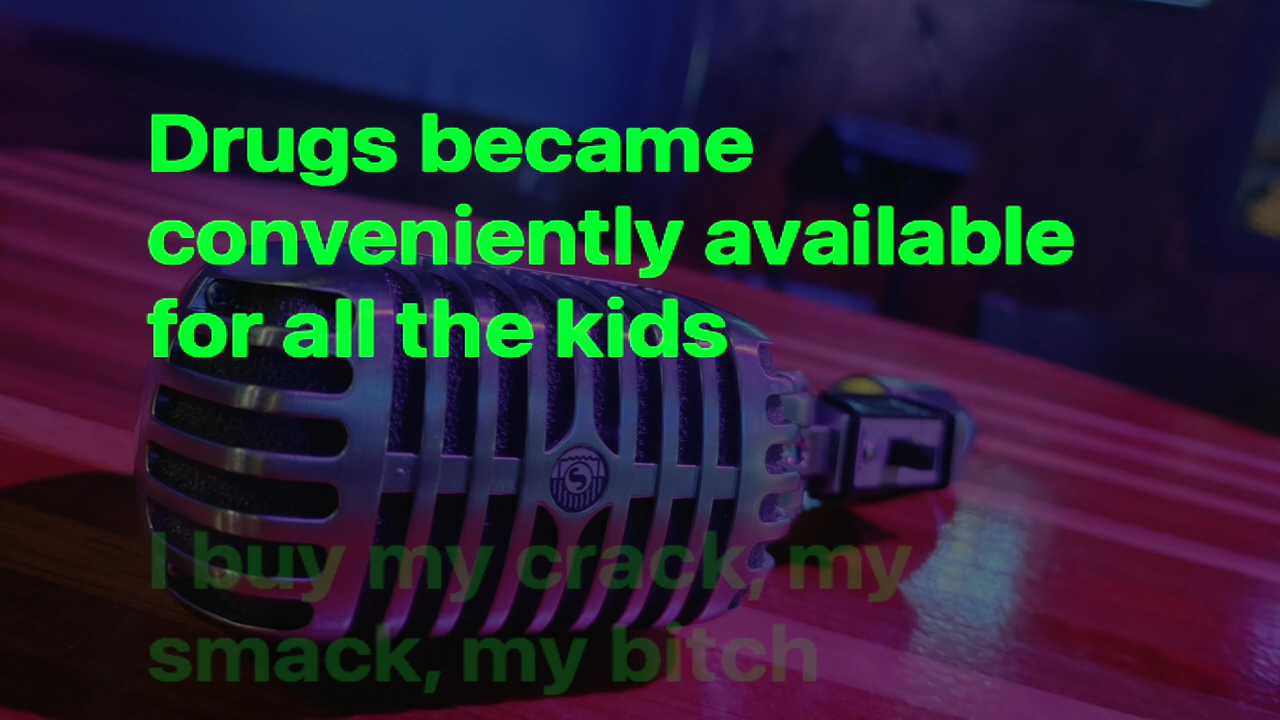 Drugs became
conveniently available
for all the kids
I buy my crack, my
smack, my bitch